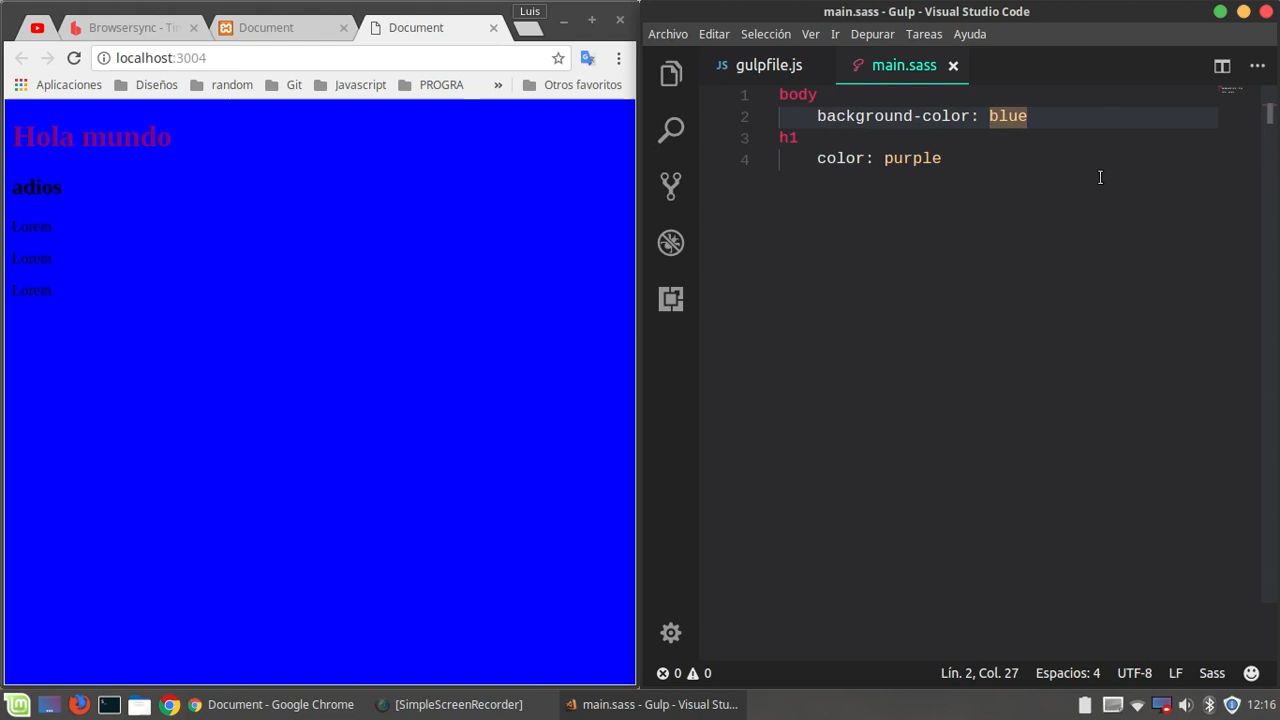 Luis
Browsersync - Tim
Document
Document
localhost:3004
Aplicaciones
Diseños
random
Git
Javascript
PROGRA
»
Otros favoritos
Hola mundo
adios
Lorem
Lorem
Lorem
main.sass - Gulp - Visual Studio Code
Archivo Editar Selección Ver Ir Depurar Tareas Ayuda
JS gulpfile.js
main.sass
1 body
2 background-color: blue
3 h1
4 color: purple
0 0
Lín. 2, Col. 27 Espacios: 4 UTF-8 LF Sass
Document - Google Chrome
[SimpleScreenRecorder]
main.sass - Gulp - Visual Stu...
12:16